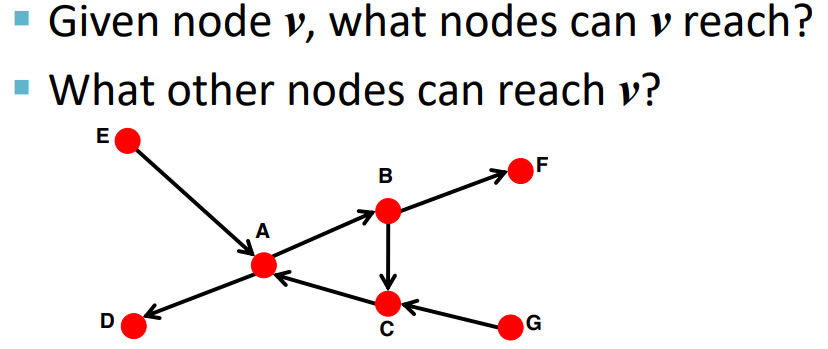 Given node v, what nodes can v reach?
What other nodes can reach v?
E
F
B
A
D
C
G